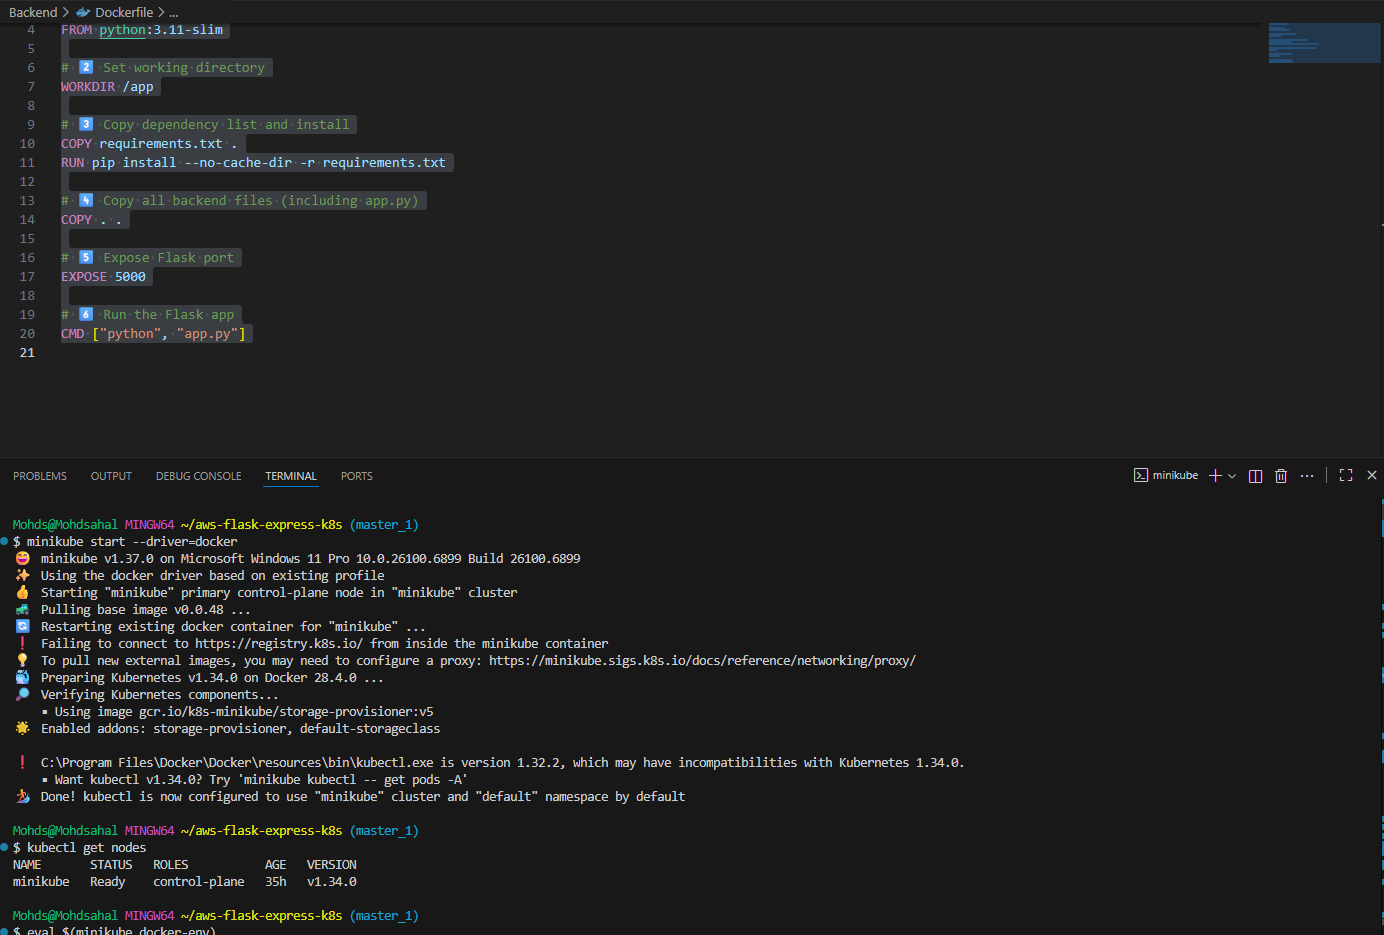 Backend > Dockerfile > ...
4 FROM python:3.11-slim
5
6 # 2️⃣ Set working directory
7 WORKDIR /app
8
9 # 3️⃣ Copy dependency list and install
10 COPY requirements.txt .
11 RUN pip install --no-cache-dir -r requirements.txt
12
13 # 4️⃣ Copy all backend files (including app.py)
14 COPY . .
15
16 # 5️⃣ Expose Flask port
17 EXPOSE 5000
18
19 # 6️⃣ Run the Flask app
20 CMD ["python", "app.py"]
21
PROBLEMS OUTPUT DEBUG CONSOLE TERMINAL PORTS minikube
Mohds@Mohdsahal MINGW64 ~/aws-flask-express-k8s (master_1)
$ minikube start --driver=docker
😄 minikube v1.37.0 on Microsoft Windows 11 Pro 10.0.26100.6899 Build 26100.6899
✨ Using the docker driver based on existing profile
👍 Starting "minikube" primary control-plane node in "minikube" cluster
🚜 Pulling base image v0.0.48 ...
🔄 Restarting existing docker container for "minikube" ...
❗ Failing to connect to https://registry.k8s.io/ from inside the minikube container
💡 To pull new external images, you may need to configure a proxy: https://minikube.sigs.k8s.io/docs/reference/networking/proxy/
🐳 Preparing Kubernetes v1.34.0 on Docker 28.4.0 ...
🔎 Verifying Kubernetes components...
▪ Using image gcr.io/k8s-minikube/storage-provisioner:v5
🌟 Enabled addons: storage-provisioner, default-storageclass
❗ C:\Program Files\Docker\Docker\resources\bin\kubectl.exe is version 1.32.2, which may have incompatibilities with Kubernetes 1.34.0.
▪ Want kubectl v1.34.0? Try 'minikube kubectl -- get pods -A'
🏄 Done! kubectl is now configured to use "minikube" cluster and "default" namespace by default
Mohds@Mohdsahal MINGW64 ~/aws-flask-express-k8s (master_1)
$ kubectl get nodes
NAME STATUS ROLES AGE VERSION
minikube Ready control-plane 35h v1.34.0
Mohds@Mohdsahal MINGW64 ~/aws-flask-express-k8s (master_1)
$ eval $(minikube docker-env)